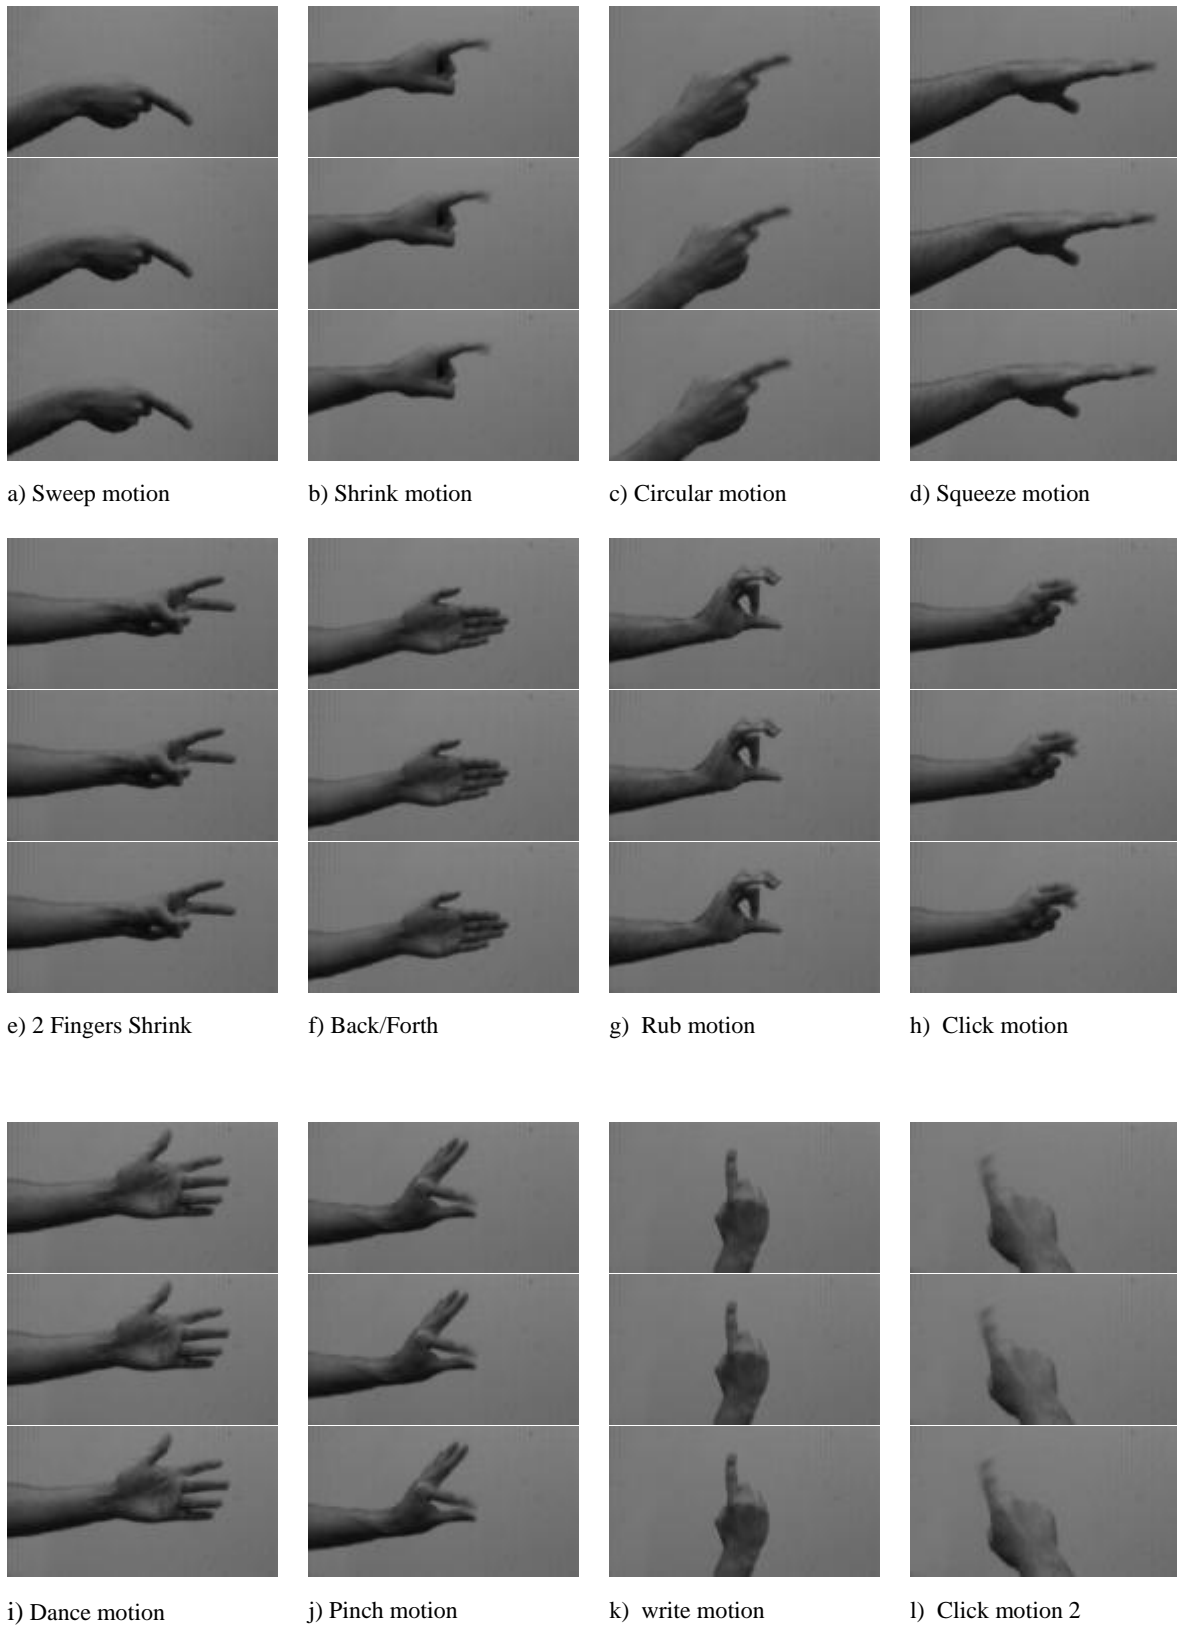 a) Sweep motion
b) Shrink motion
c) Circular motion
d) Squeeze motion
e) 2 Fingers Shrink
f) Back/Forth
g) Rub motion
h) Click motion
i) Dance motion
j) Pinch motion
k) write motion
l) Click motion 2